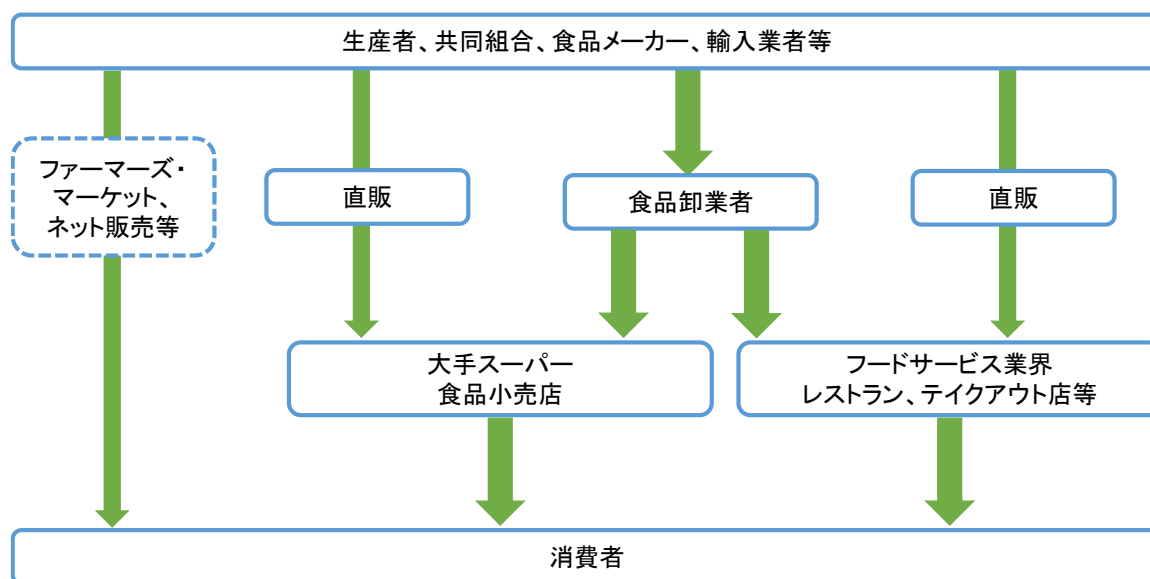 生産者、共同組合、食品メーカー、輸入業者等
ファーマーズ・
マーケット、
ネット販売等
直販
食品卸業者
直販
大手スーパー
食品小売店
フードサービス業界
レストラン、テイクアウト店等
消費者